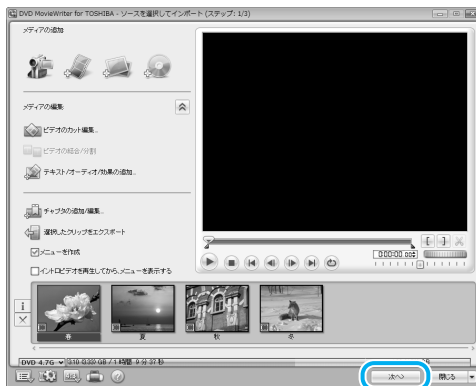 DVD MovieWriter for TOSHIBA - ソースを選択してインポート (ステップ: 1/3)
メディアの追加
メディアの編集
ビデオのカット編集...
ビデオの結合/分割
テキスト/オーディオ/効果の追加...
チャプタの追加/編集...
選択したクリップをエクスポート
メニューを作成
イントロビデオを再生してから、メニューを表示する
0:00:00.00
春
夏
秋
冬
DVD 4.7G
次へ
閉じる